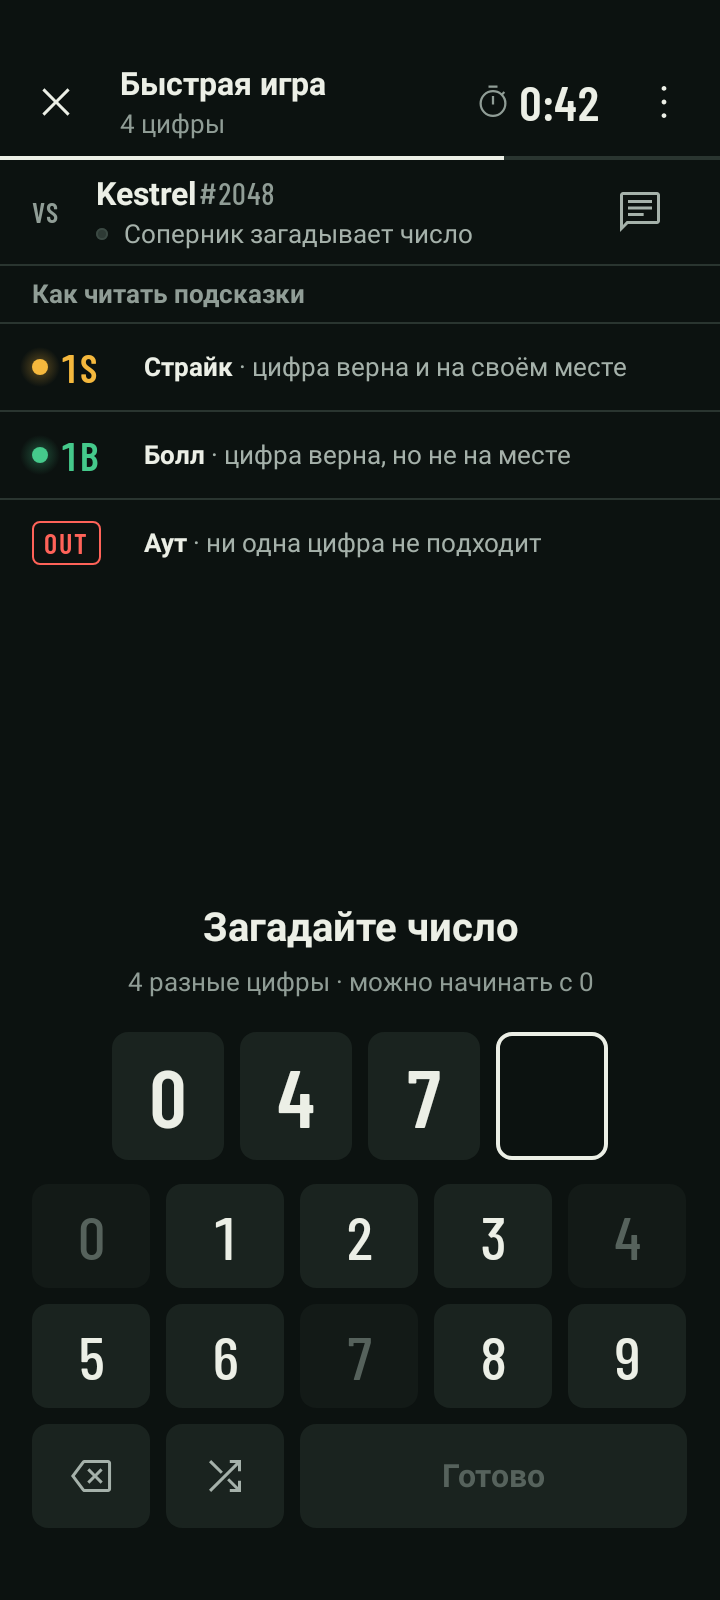 Быстрая игра
4 цифры
0:42
VS
Kestrel#2048
Соперник загадывает число
Как читать подсказки
1S Страйк · цифра верна и на своём месте
1B Болл · цифра верна, но не на месте
OUT Аут · ни одна цифра не подходит
Загадайте число
4 разные цифры · можно начинать с 0
0 4 7
0 1 2 3 4
5 6 7 8 9
Готово